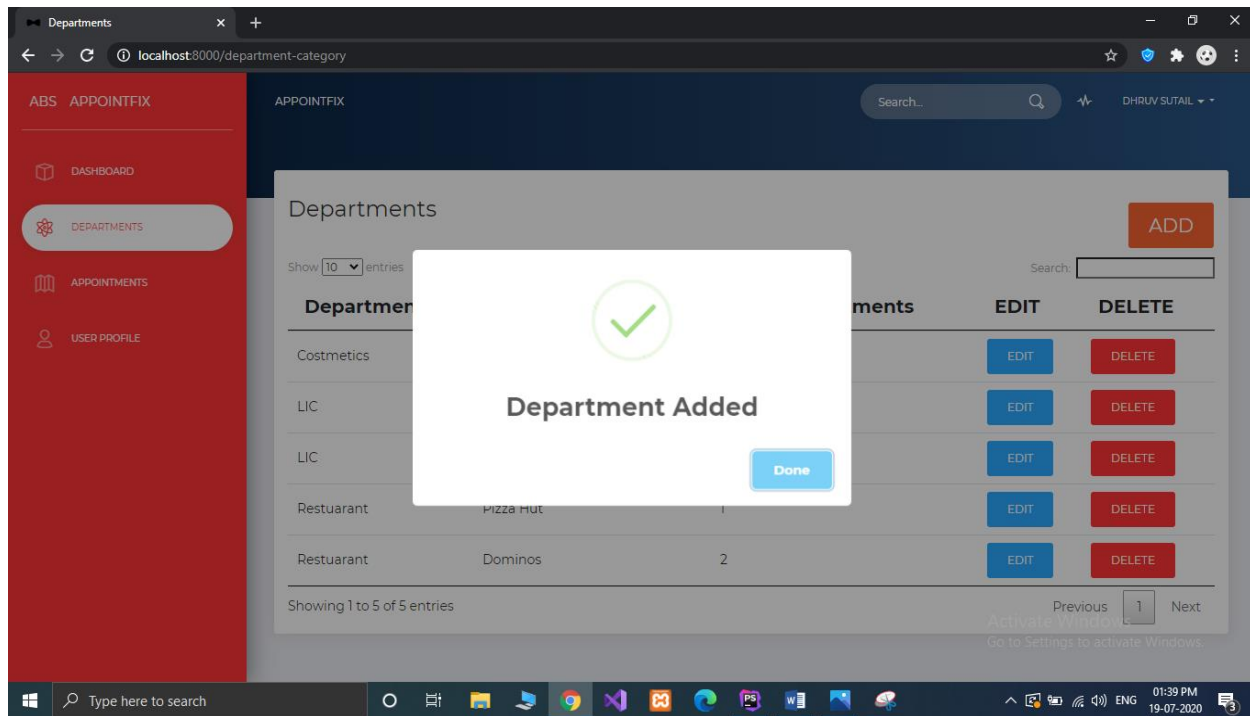 Departments
localhost:8000/department-category
ABS APPOINTFIX
APPOINTFIX
Search...
DHRUV SUTAIL
DASHBOARD
DEPARTMENTS
APPOINTMENTS
USER PROFILE
Departments
ADD
Show 10 entries
Search:
Departmen
ments
EDIT
DELETE
Costmetics
EDIT
DELETE
LIC
EDIT
DELETE
LIC
EDIT
DELETE
Restuarant
Pizza Hut
1
EDIT
DELETE
Restuarant
Dominos
2
EDIT
DELETE
Department Added
Done
Showing 1 to 5 of 5 entries
Previous 1 Next
Activate Windows
Go to Settings to activate Windows.
Type here to search
ENG
01:39 PM
19-07-2020
3